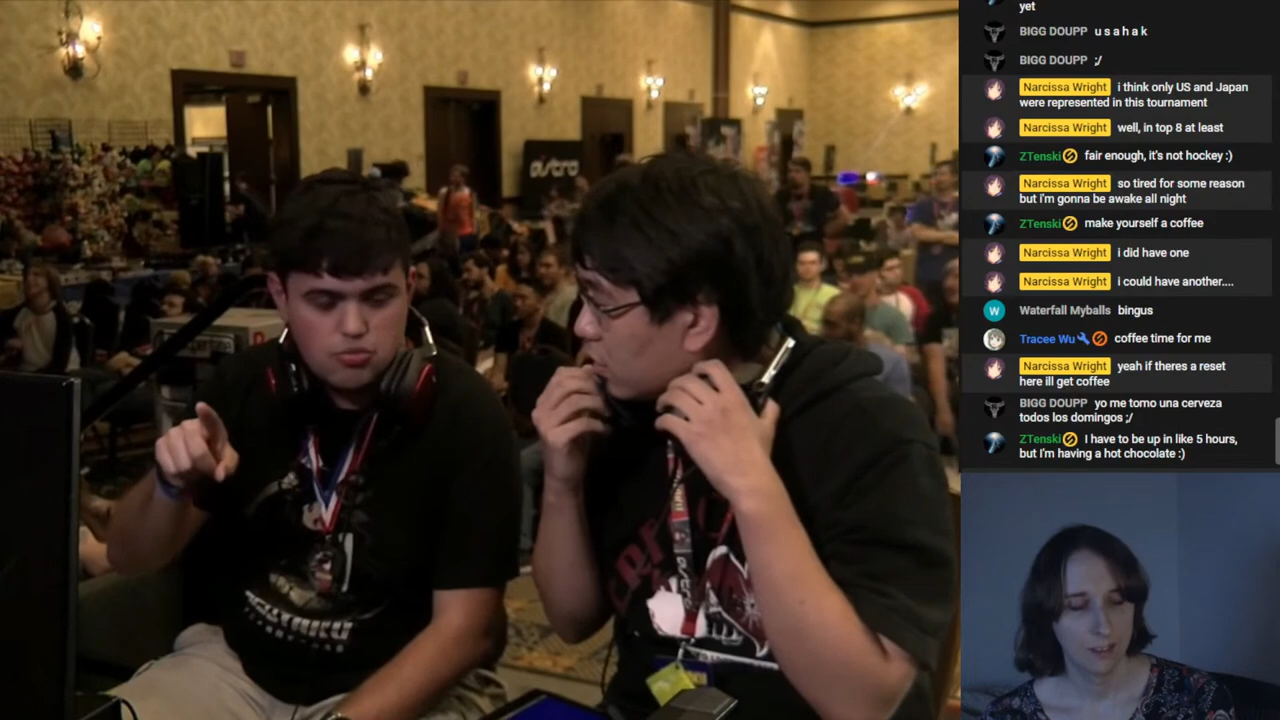 yet
BIGG DOUPP u s a h a k
BIGG DOUPP ;/
Narcissa Wright i think only US and Japan
were represented in this tournament
Narcissa Wright well, in top 8 at least
ZTenski fair enough, it's not hockey :)
Narcissa Wright so tired for some reason
but I'm gonna be awake all night
ZTenski make yourself a coffee
Narcissa Wright i did have one
Narcissa Wright i could have another....
W Waterfall Myballs bingus
Tracee Wu coffee time for me
Narcissa Wright yeah if theres a reset
here ill get coffee
BIGG DOUPP yo me tomo una cerveza
todos los domingos ;/
ZTenski I have to be up in like 5 hours,
but I'm having a hot chocolate :)
astro